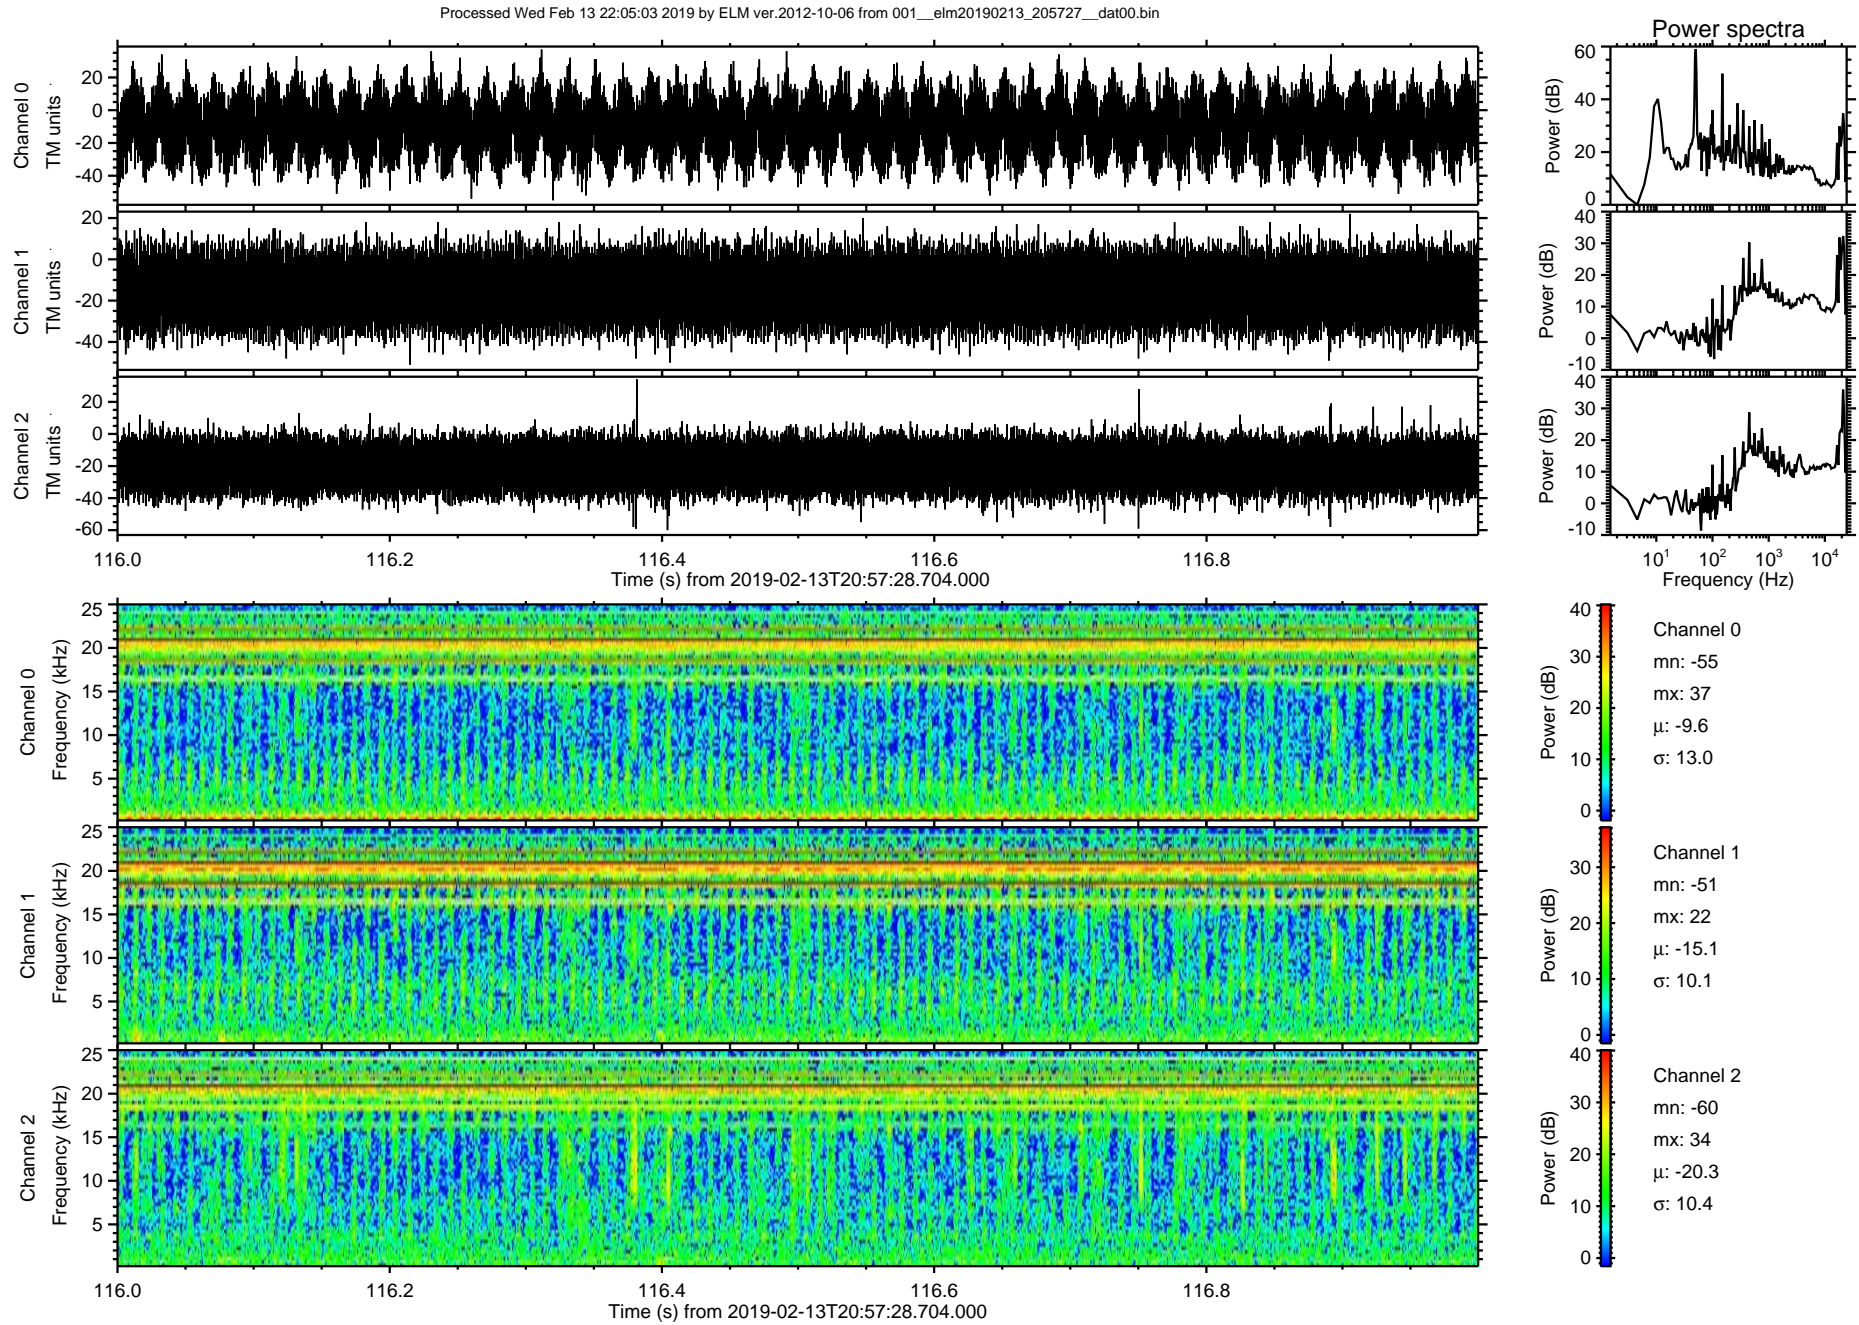 Processed Wed Feb 13 22:05:03 2019 by ELM ver.2012-10-06 from 001__elm20190213_205727__dat00.bin
Power spectra
Channel 0
TM units
20
0
-20
-40
Power (dB)
60
40
20
0
Channel 1
TM units
20
0
-20
-40
Power (dB)
40
30
20
10
0
-10
Channel 2
TM units
20
0
-20
-40
-60
Power (dB)
40
30
20
10
0
-10
116.0 116.2 116.4 116.6 116.8
Time (s) from 2019-02-13T20:57:28.704.000
10^1 10^2 10^3 10^4
Frequency (Hz)
Channel 0
Frequency (kHz)
25
20
15
10
5
Power (dB)
40
30
20
10
0
Channel 0
mn: -55
mx: 37
μ: -9.6
σ: 13.0
Channel 1
Frequency (kHz)
25
20
15
10
5
Power (dB)
30
20
10
0
Channel 1
mn: -51
mx: 22
μ: -15.1
σ: 10.1
Channel 2
Frequency (kHz)
25
20
15
10
5
Power (dB)
40
30
20
10
0
Channel 2
mn: -60
mx: 34
μ: -20.3
σ: 10.4
116.0 116.2 116.4 116.6 116.8
Time (s) from 2019-02-13T20:57:28.704.000